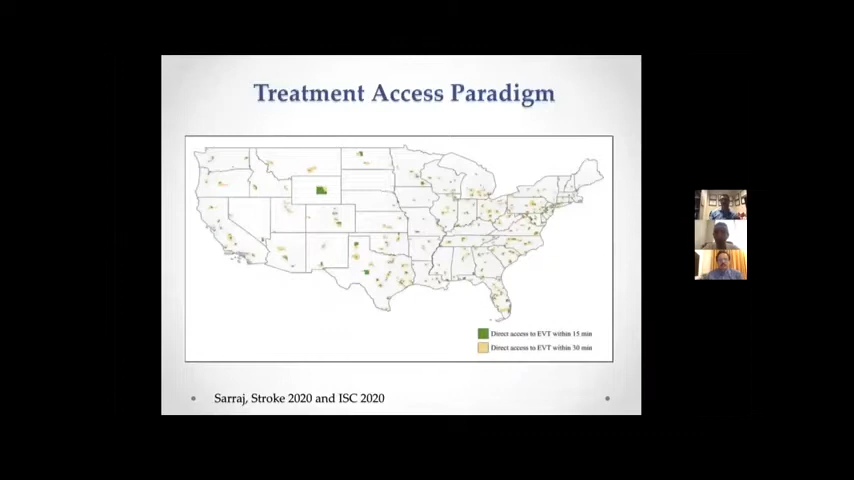 Treatment Access Paradigm
Direct access to EVT within 15 min
Direct access to EVT within 30 min
Sarraj, Stroke 2020 and ISC 2020